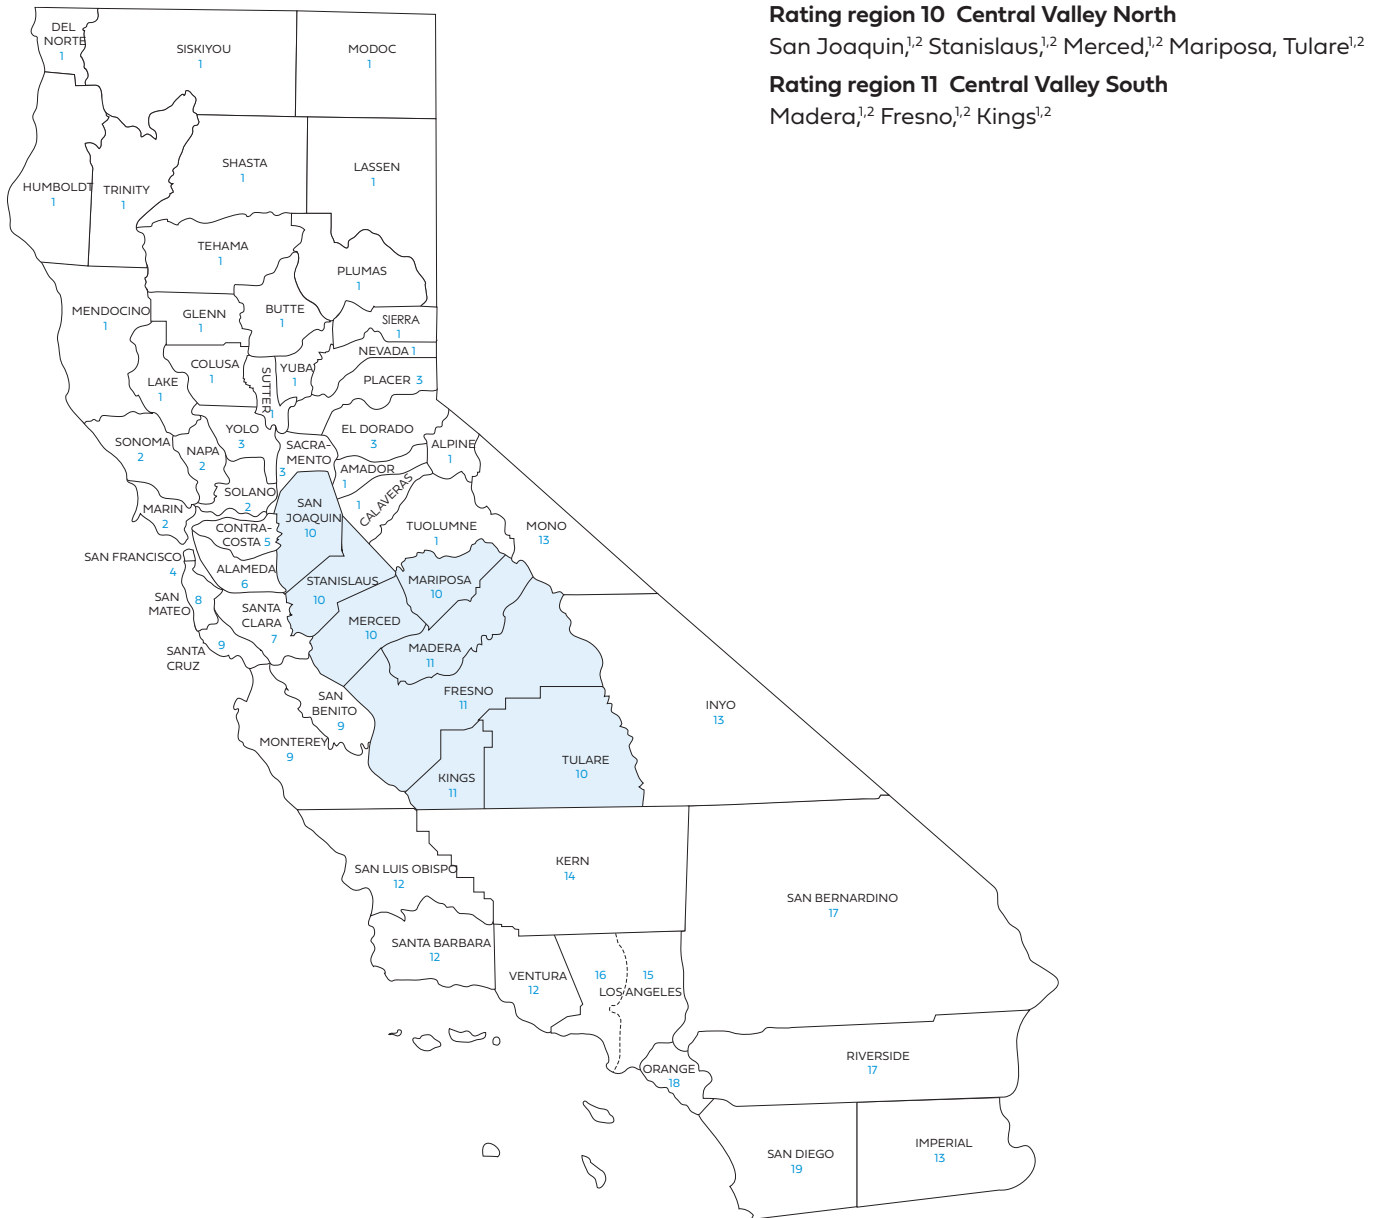 Rating region 10 Central Valley North
San Joaquin,1,2 Stanislaus,1,2 Merced,1,2 Mariposa, Tulare1,2
Rating region 11 Central Valley South
Madera,1,2 Fresno,1,2 Kings1,2
DEL
NORTE
1
SISKIYOU
1
MODOC
1
HUMBOLDT
1
TRINITY
1
SHASTA
1
LASSEN
1
TEHAMA
1
PLUMAS
1
MENDOCINO
1
GLENN
1
BUTTE
1
SIERRA
1
NEVADA 1
COLUSA
1
SUTTER
1
YUBA
1
PLACER 3
LAKE
1
SONOMA
2
NAPA
2
YOLO
3
SACRA-
MENTO
3
EL DORADO
3
ALPINE
1
AMADOR
1
CALAVERAS
1
SOLANO
2
MARIN
2
SAN
JOAQUIN
10
CONTRA-
COSTA 5
TUOLUMNE
1
MONO
13
SAN FRANCISCO
4
ALAMEDA
6
STANISLAUS
10
MARIPOSA
10
SAN
MATEO
8
SANTA
CLARA
7
MERCED
10
MADERA
11
SANTA
CRUZ
9
SAN
BENITO
9
FRESNO
11
INYO
13
MONTEREY
9
KINGS
11
TULARE
10
SAN LUIS OBISPO
12
KERN
14
SAN BERNARDINO
17
SANTA BARBARA
12
VENTURA
12
16
15
LOS ANGELES
ORANGE
18
RIVERSIDE
17
SAN DIEGO
19
IMPERIAL
13